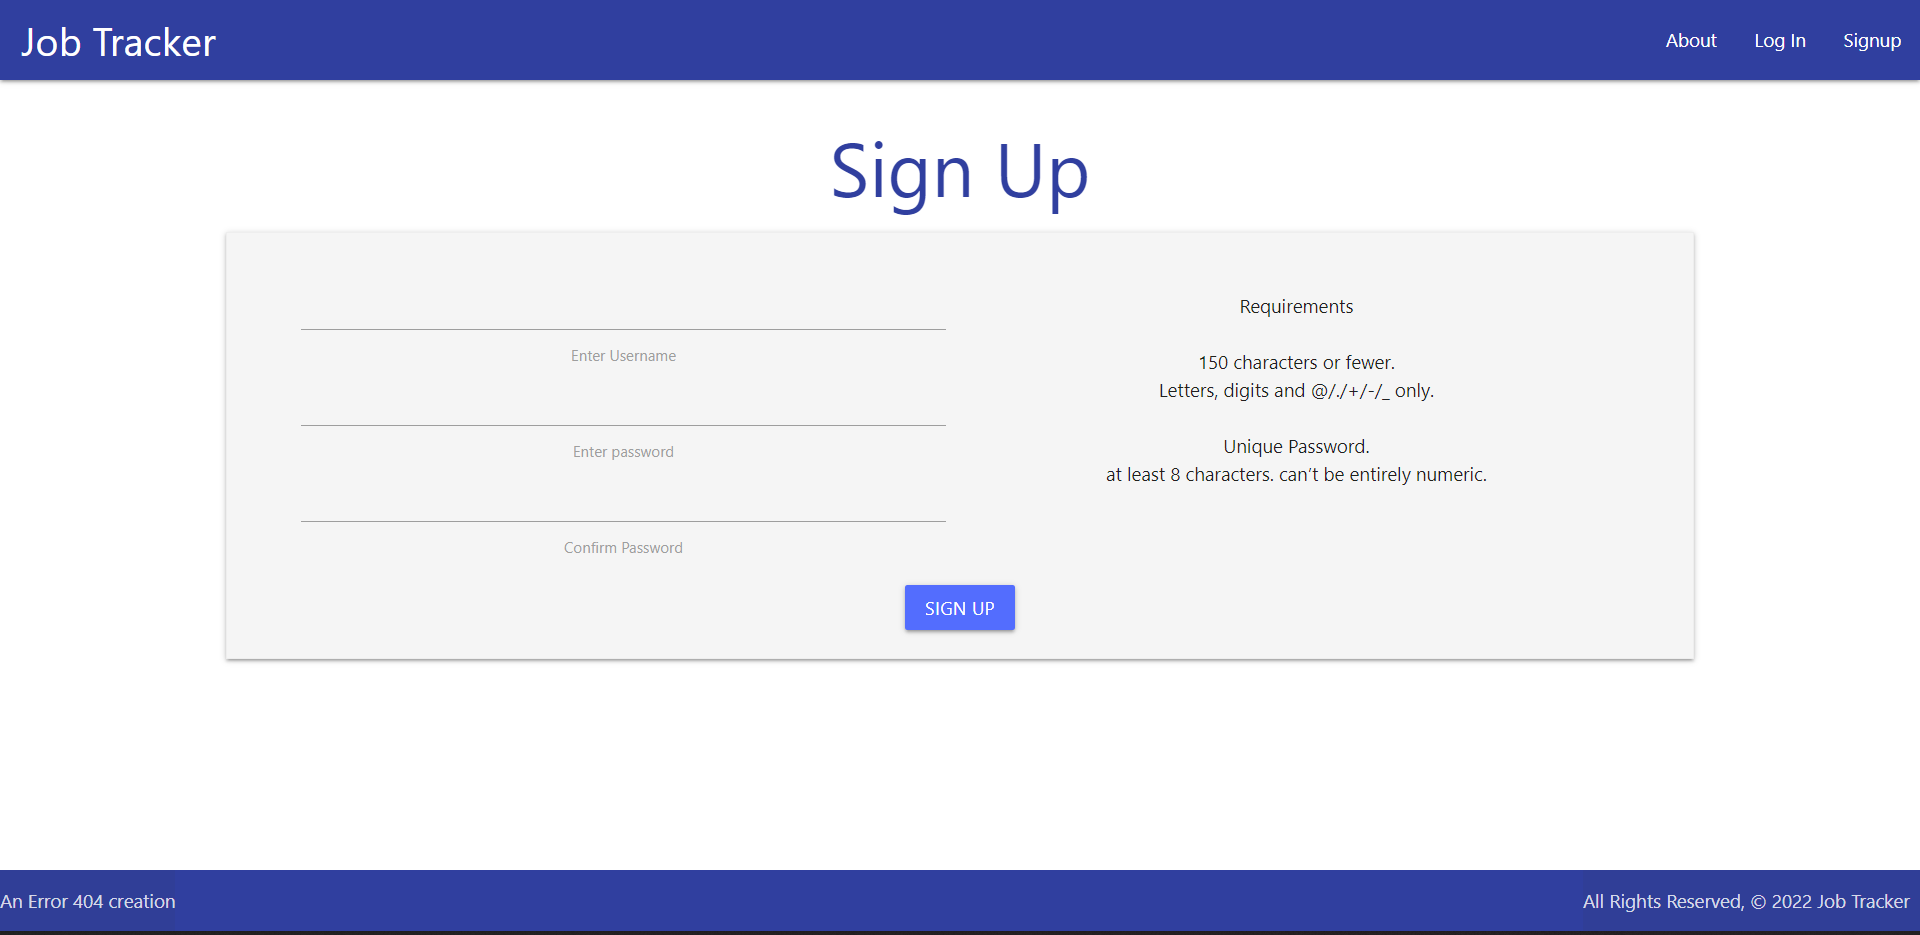 Job Tracker
About
Log In
Signup
Sign Up
Enter Username
Enter password
Confirm Password
Requirements
150 characters or fewer.
Letters, digits and @/./+/-/_ only.
Unique Password.
at least 8 characters. can’t be entirely numeric.
SIGN UP
An Error 404 creation
All Rights Reserved, © 2022 Job Tracker